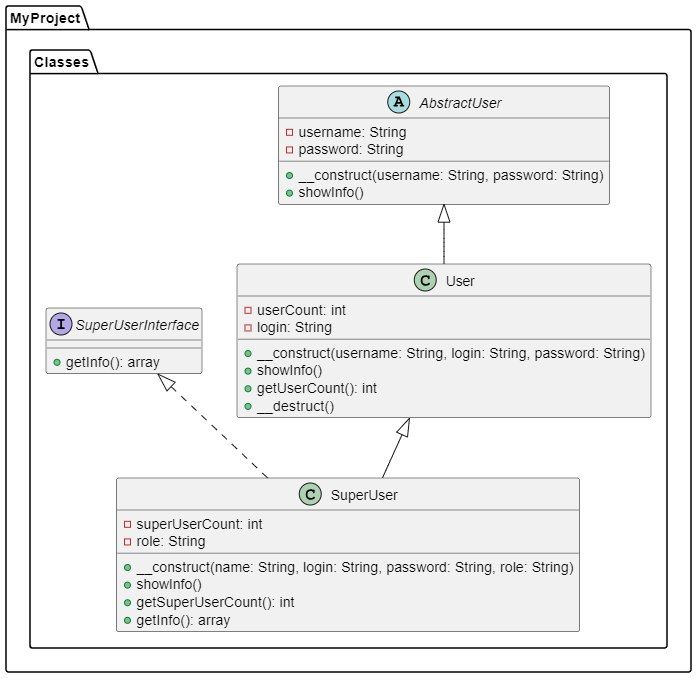 MyProject
Classes
A AbstractUser
username: String
password: String
__construct(username: String, password: String)
showInfo()
C User
userCount: int
login: String
__construct(username: String, login: String, password: String)
showInfo()
getUserCount(): int
__destruct()
I SuperUserInterface
getInfo(): array
C SuperUser
superUserCount: int
role: String
__construct(name: String, login: String, password: String, role: String)
showInfo()
getSuperUserCount(): int
getInfo(): array